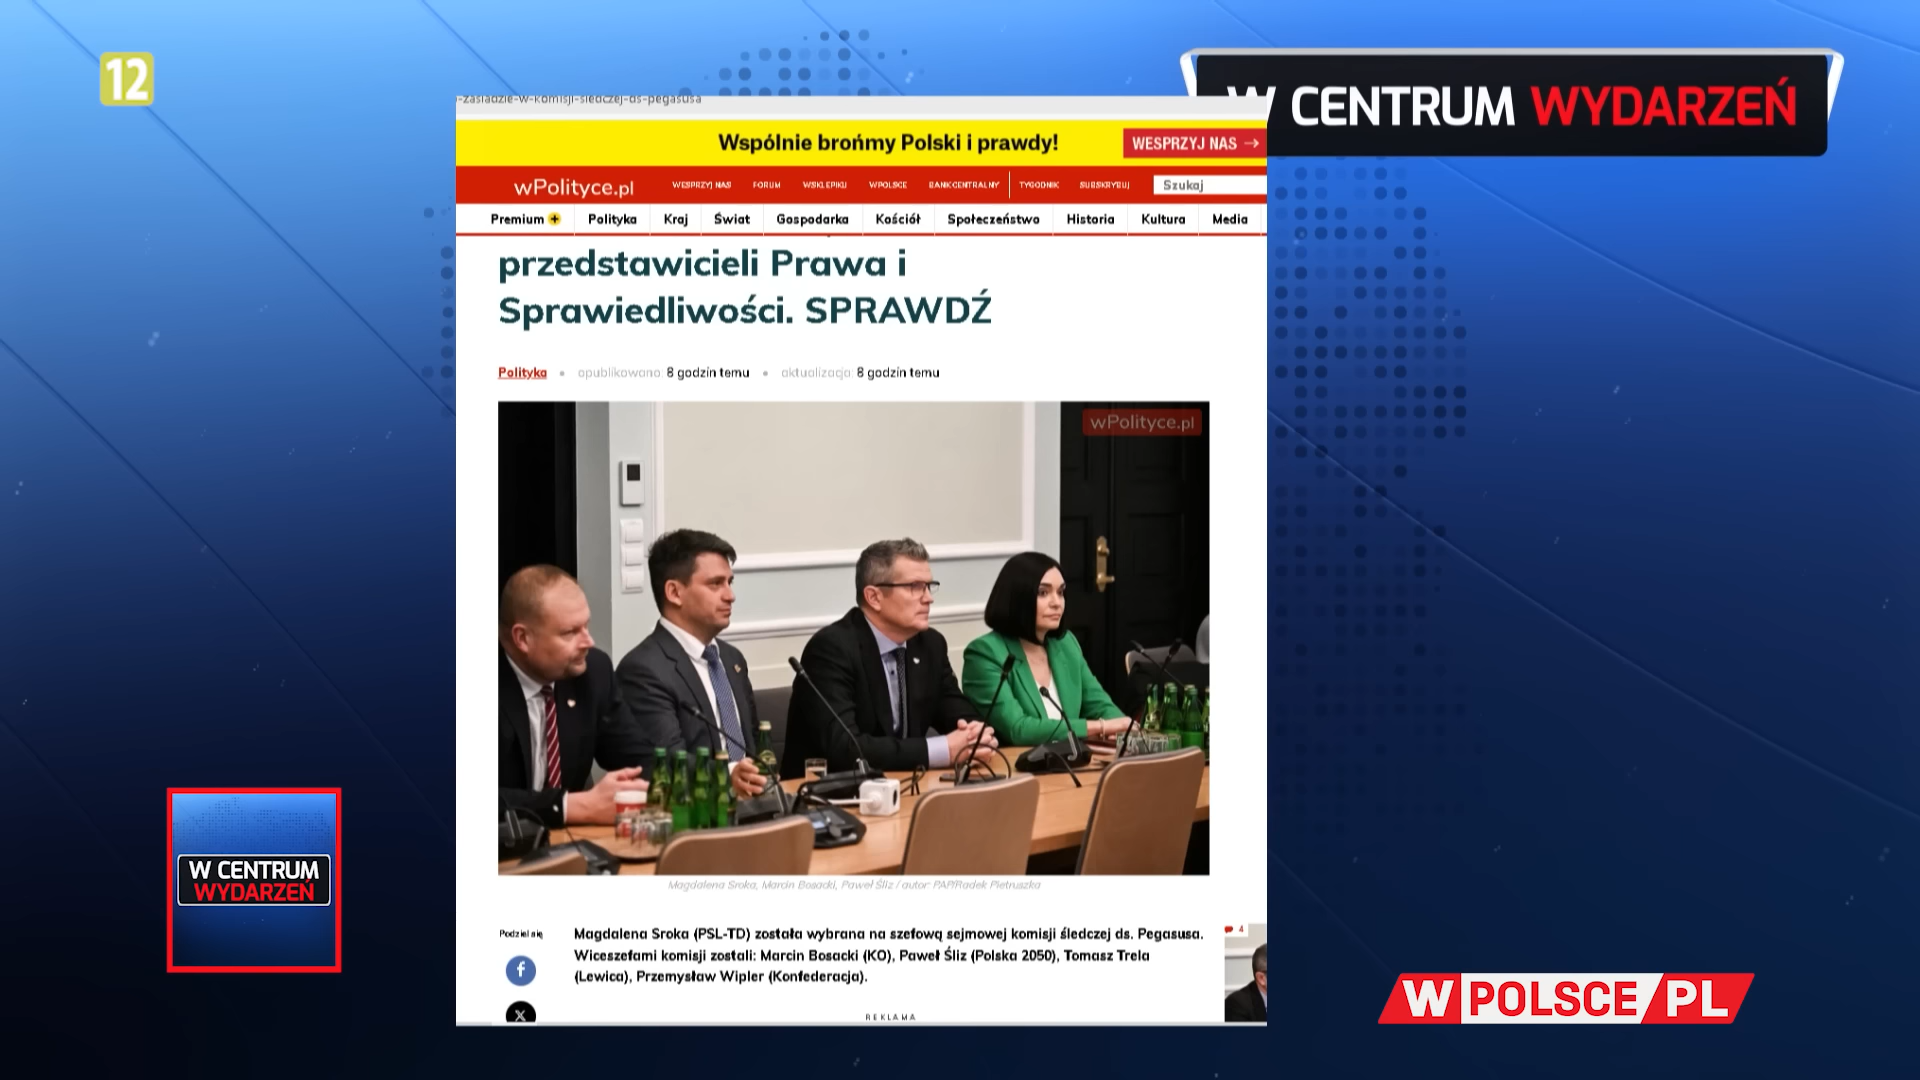 12
W CENTRUM WYDARZEŃ
-zasiadzie-w-komisji-sledczej-ds-pegasusa
Wspólnie brońmy Polski i prawdy!
WESPRZYJ NAS →
wPolityce.pl
WESPRZYJ NAS FORUM WSKLEPIKU WPOLSCE BANKCENTRALNY TYGODNIK SUBSKRYBUJ
Szukaj
Premium + Polityka Kraj Świat Gospodarka Kościół Społeczeństwo Historia Kultura Media
przedstawicieli Prawa i
Sprawiedliwości. SPRAWDŹ
Polityka • opublikowano: 8 godzin temu • aktualizacja: 8 godzin temu
wPolityce.pl
Magdalena Sroka, Marcin Bosacki, Paweł Śliz / autor: PAP/Radek Pietruszka
Podziel się
Magdalena Sroka (PSL-TD) została wybrana na szefową sejmowej komisji śledczej ds. Pegasusa.
Wiceszefami komisji zostali: Marcin Bosacki (KO), Paweł Śliz (Polska 2050), Tomasz Trela
(Lewica), Przemysław Wipler (Konfederacja).
4
REKLAMA
W CENTRUM
WYDARZEŃ
W POLSCE/PL